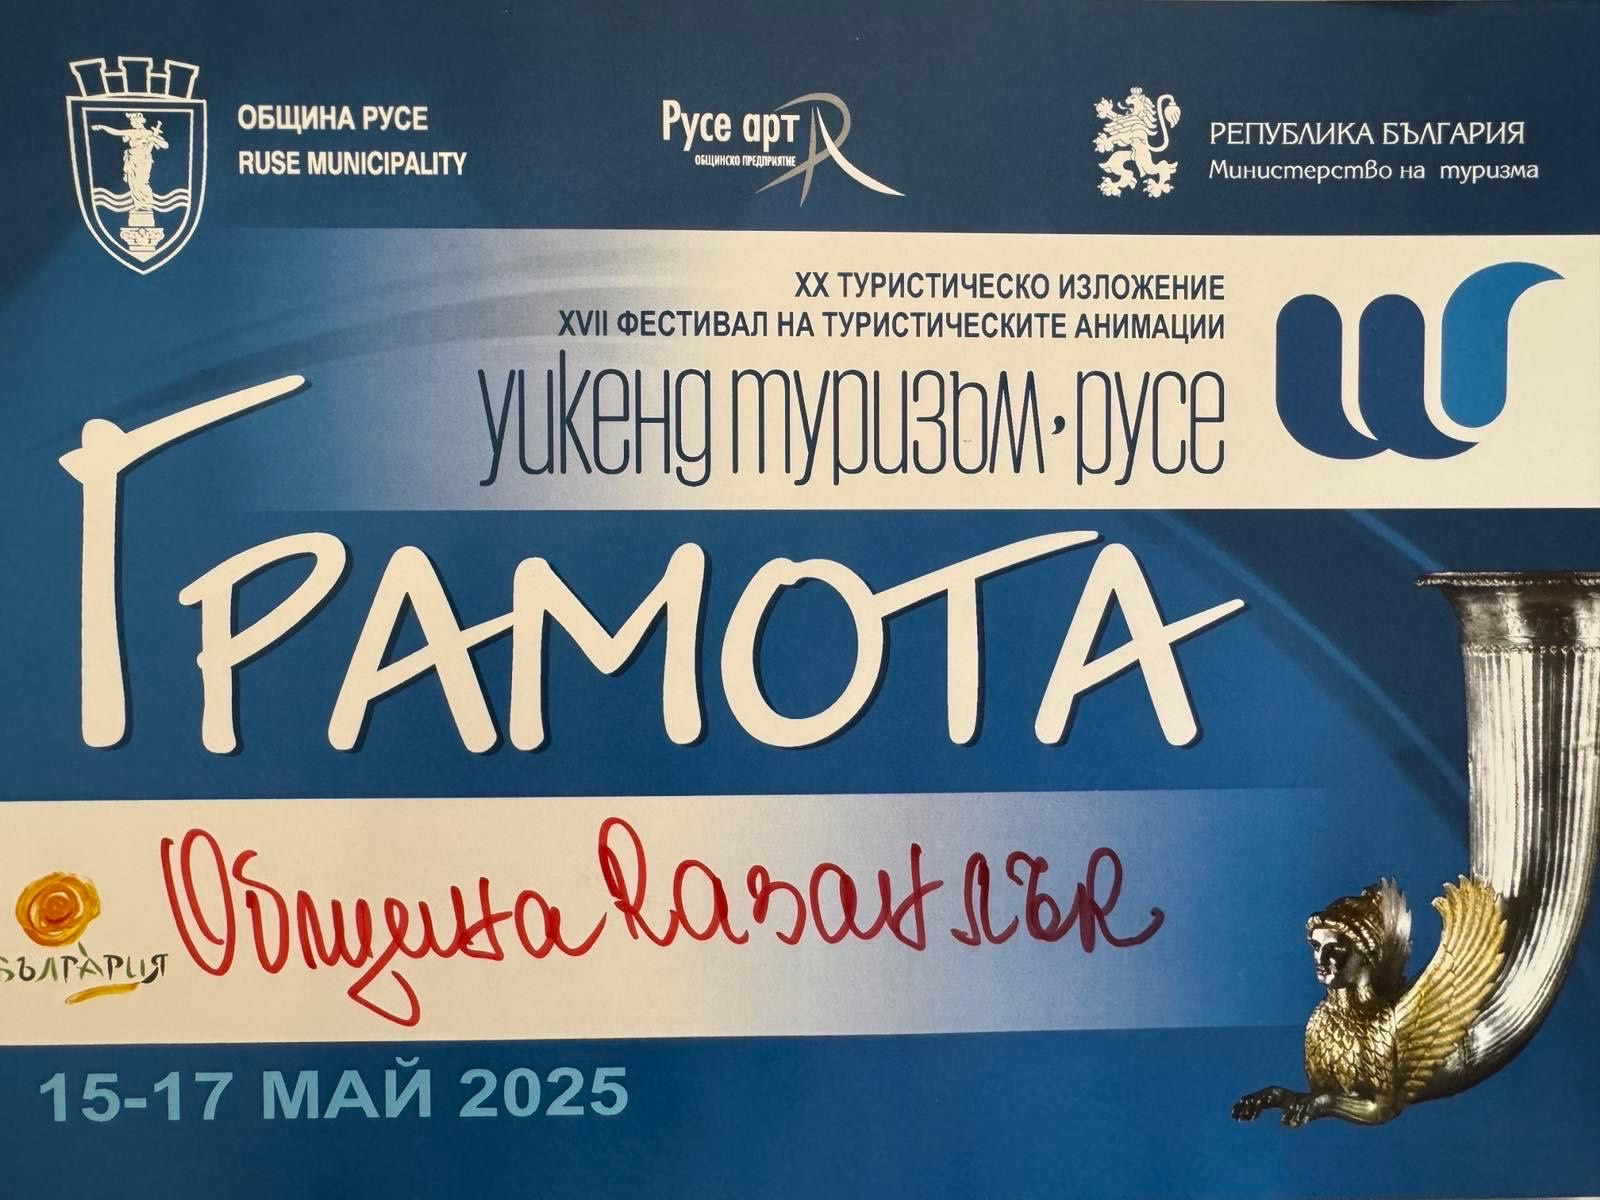 ОБЩИНА РУСЕ
RUSE MUNICIPALITY
Русе арт
ОБЩИНСКО ПРЕДПРИЯТИЕ
РЕПУБЛИКА БЪЛГАРИЯ
Министерство на туризма
XX ТУРИСТИЧЕСКО ИЗЛОЖЕНИЕ
XVII ФЕСТИВАЛ НА ТУРИСТИЧЕСКИТЕ АНИМАЦИИ
уикенд туризъм • русе
ГРАМОТА
БЪЛГАРИЯ
Община Казанлък
15-17 МАЙ 2025